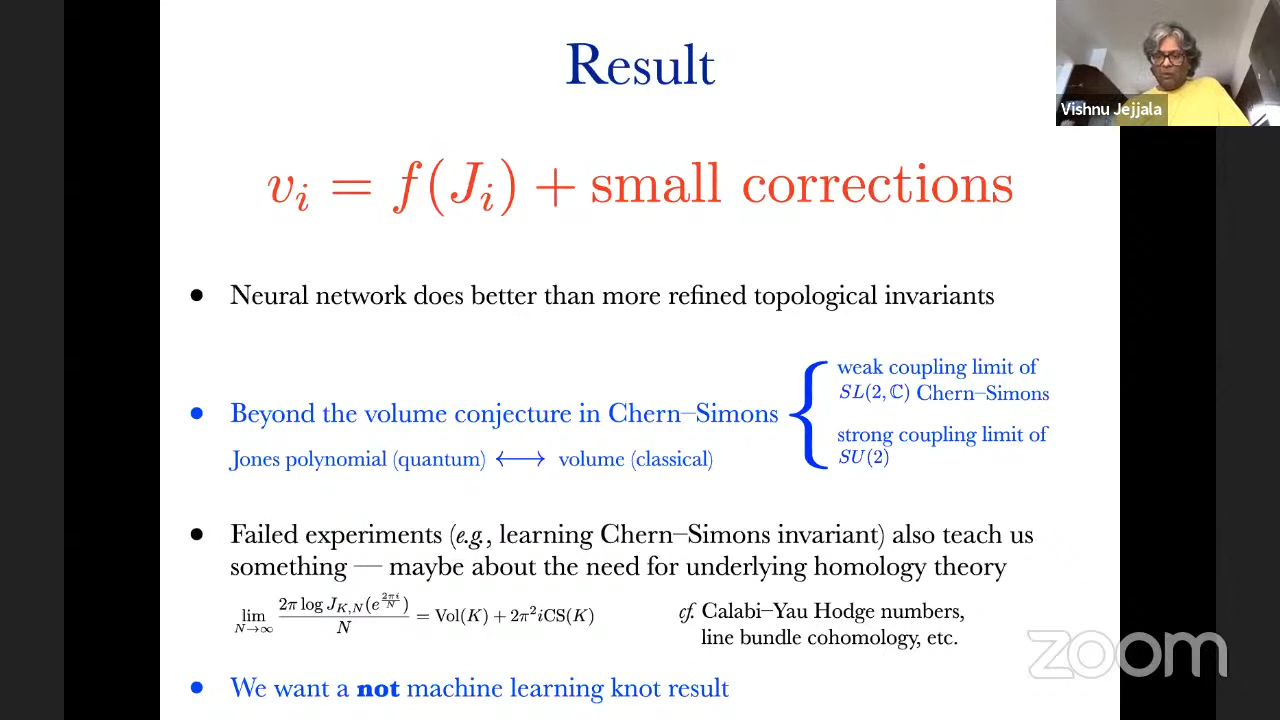 Result
Vishnu Jejjala
v_i = f(J_i) + small corrections
● Neural network does better than more refined topological invariants
● Beyond the volume conjecture in Chern–Simons
weak coupling limit of
SL(2, ℂ) Chern–Simons
strong coupling limit of
SU(2)
Jones polynomial (quantum) ⟷ volume (classical)
● Failed experiments (e.g., learning Chern–Simons invariant) also teach us
something — maybe about the need for underlying homology theory
lim_{N→∞} \frac{2π log J_{K,N}(e^{\frac{2πi}{N}})}{N} = Vol(K) + 2π²iCS(K)
cf. Calabi–Yau Hodge numbers,
line bundle cohomology, etc.
● We want a not machine learning knot result
zoom